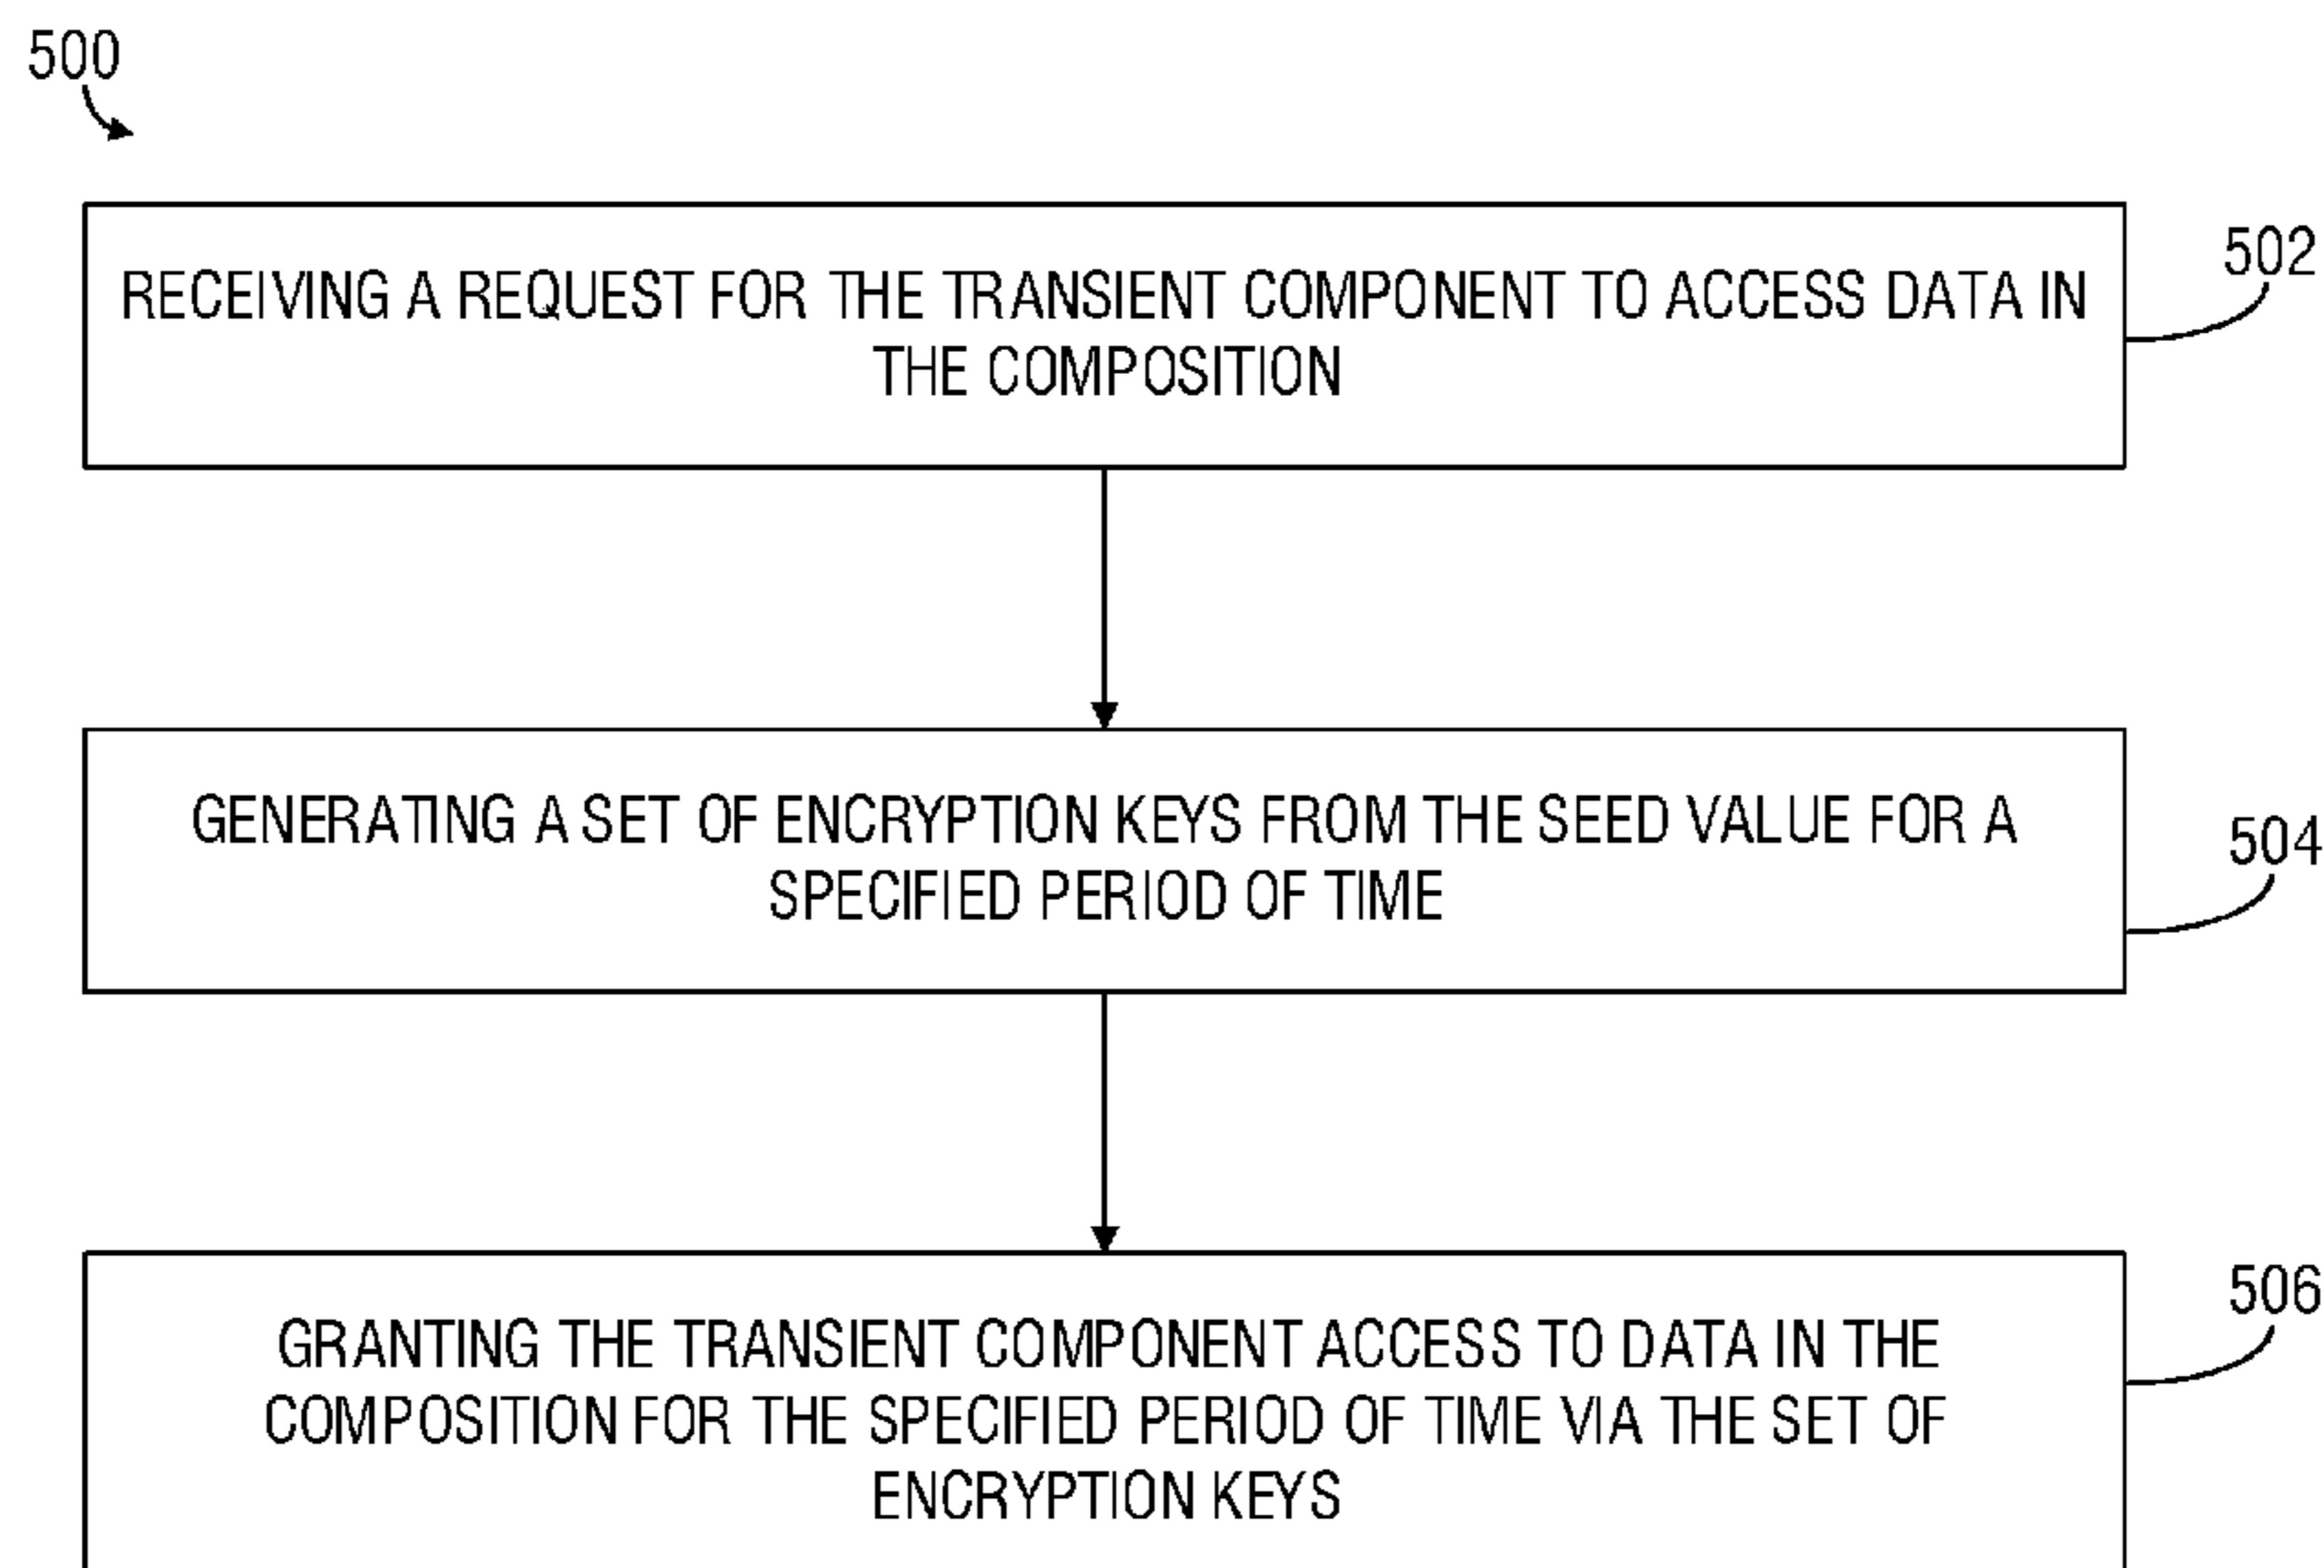 500
RECEIVING A REQUEST FOR THE TRANSIENT COMPONENT TO ACCESS DATA IN
THE COMPOSITION
502
GENERATING A SET OF ENCRYPTION KEYS FROM THE SEED VALUE FOR A
SPECIFIED PERIOD OF TIME
504
GRANTING THE TRANSIENT COMPONENT ACCESS TO DATA IN THE
COMPOSITION FOR THE SPECIFIED PERIOD OF TIME VIA THE SET OF
ENCRYPTION KEYS
506